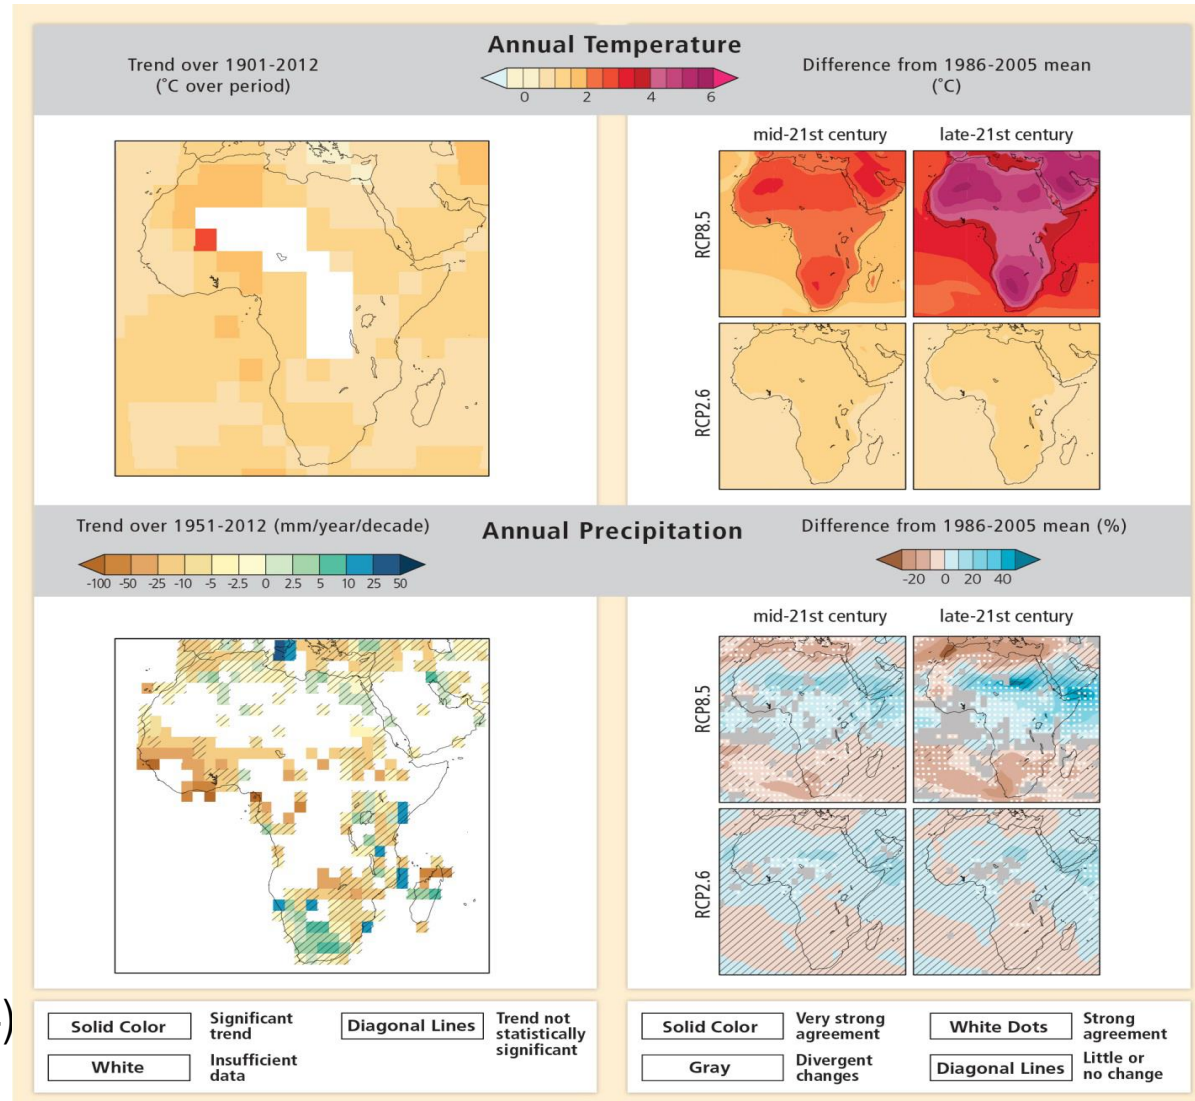 Annual Temperature
Trend over 1901-2012
(˚C over period)
0 2 4 6
Difference from 1986-2005 mean
(˚C)
mid-21st century late-21st century
RCP8.5
RCP2.6
Annual Precipitation
Trend over 1951-2012 (mm/year/decade)
-100 -50 -25 -10 -5 -2.5 0 2.5 5 10 25 50
Difference from 1986-2005 mean (%)
-20 0 20 40
mid-21st century late-21st century
RCP8.5
RCP2.6
)
Solid Color
Significant
trend
Diagonal Lines
Trend not
statistically
significant
White
Insufficient
data
Solid Color
Very strong
agreement
White Dots
Strong
agreement
Gray
Divergent
changes
Diagonal Lines
Little or
no change